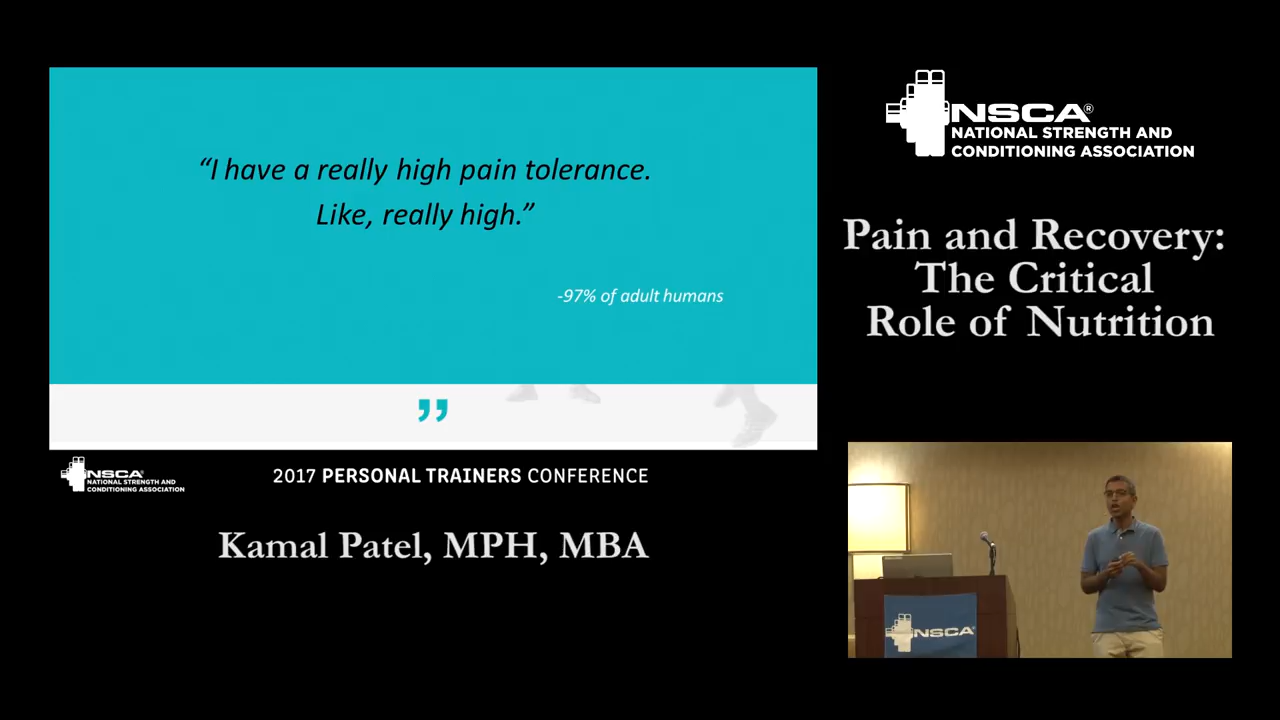 “I have a really high pain tolerance.
Like, really high.”
-97% of adult humans
”
NSCA
NATIONAL STRENGTH AND
CONDITIONING ASSOCIATION
2017 PERSONAL TRAINERS CONFERENCE
Kamal Patel, MPH, MBA
NSCA®
NATIONAL STRENGTH AND
CONDITIONING ASSOCIATION
Pain and Recovery:
The Critical
Role of Nutrition
NSCA